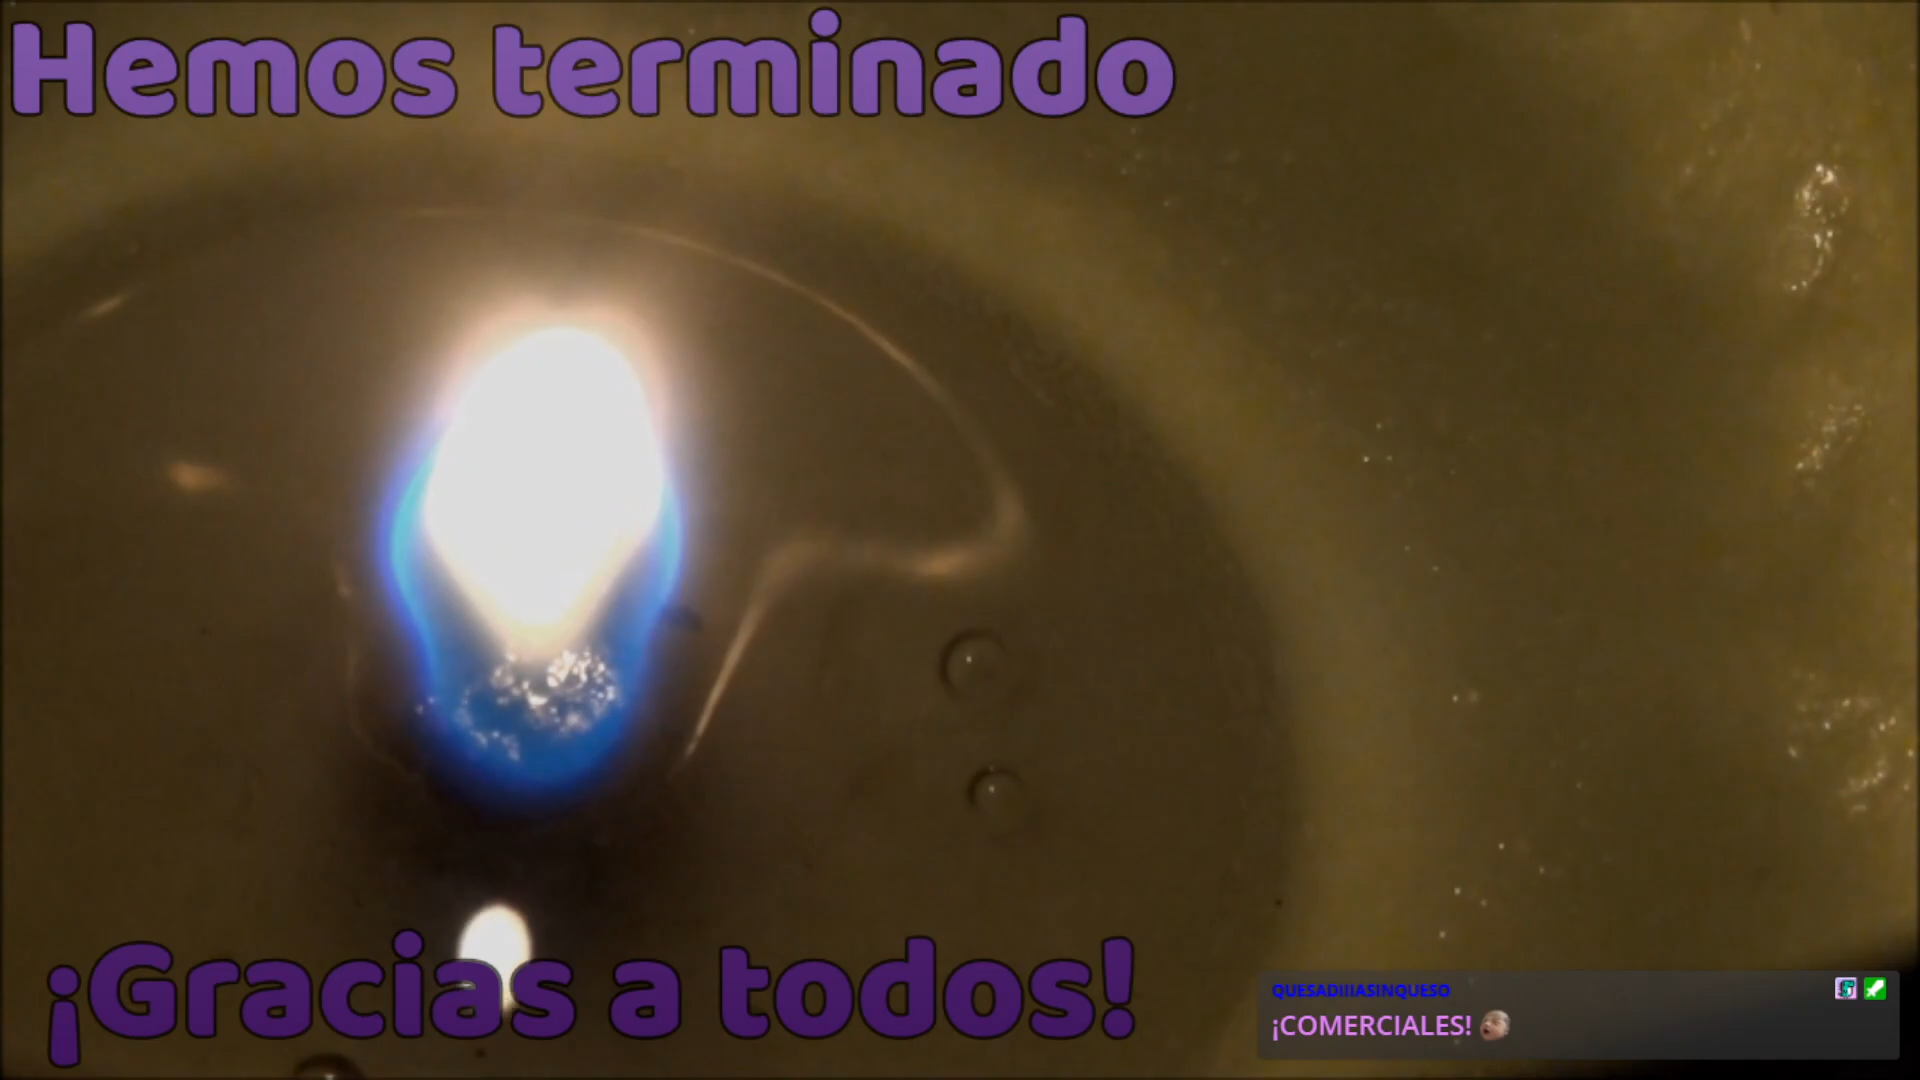 Hemos terminado
¡Gracias a todos!
QUESADIIIASINQUESO
¡COMERCIALES!